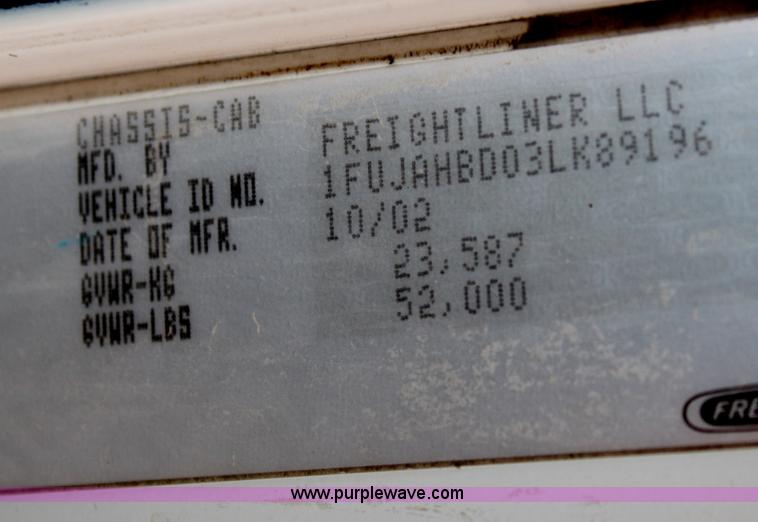 CHASSIS-CAB
MFD. BY FREIGHTLINER LLC
VEHICLE ID NO. 1FUJAHBD03LK89196
DATE OF MFR. 10/02
GVWR-KG 23,587
GVWR-LBS 52,000
FRE
www.purplewave.com